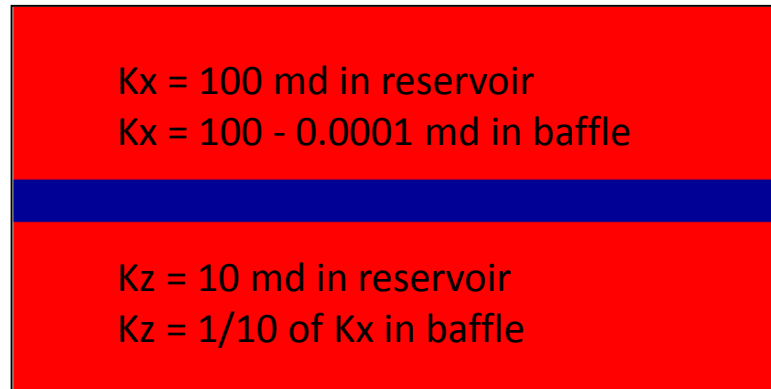 Kx = 100 md in reservoir
Kx = 100 - 0.0001 md in baffle
Kz = 10 md in reservoir
Kz = 1/10 of Kx in baffle